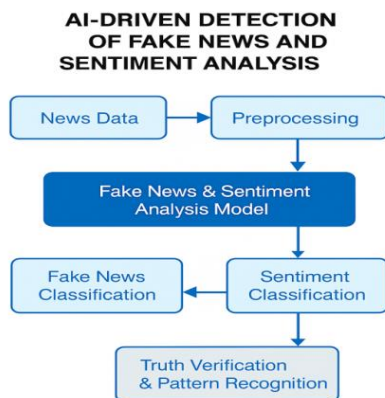 AI-DRIVEN DETECTION
OF FAKE NEWS AND
SENTIMENT ANALYSIS
News Data
Preprocessing
Fake News & Sentiment
Analysis Model
Fake News
Classification
Sentiment
Classification
Truth Verification
& Pattern Recognition